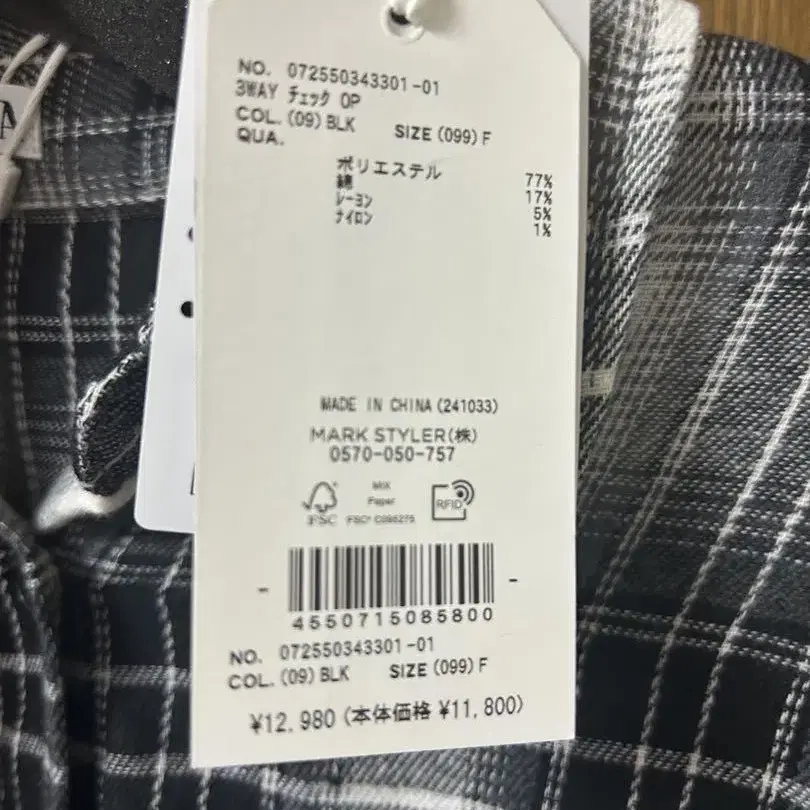 NO. 072550343301-01
3WAY チェック OP
COL. (09) BLK SIZE (099) F
QUA.
ポリエステル 77%
綿 17%
レーヨン 5%
ナイロン 1%
MADE IN CHINA (241033)
MARK STYLER(株)
0570-050-757
MIX
Paper
FSC® C095275
FSC
RFID
4550715085800
NO. 072550343301-01
COL. (09) BLK SIZE (099) F
¥12,980 (本体価格 ¥11,800)